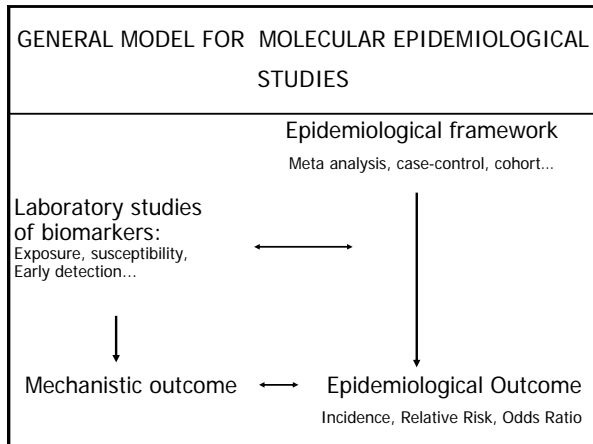 GENERAL MODEL FOR MOLECULAR EPIDEMIOLOGICAL
STUDIES
Epidemiological framework
Meta analysis, case-control, cohort...
Laboratory studies
of biomarkers:
Exposure, susceptibility,
Early detection...
Mechanistic outcome
Epidemiological Outcome
Incidence, Relative Risk, Odds Ratio